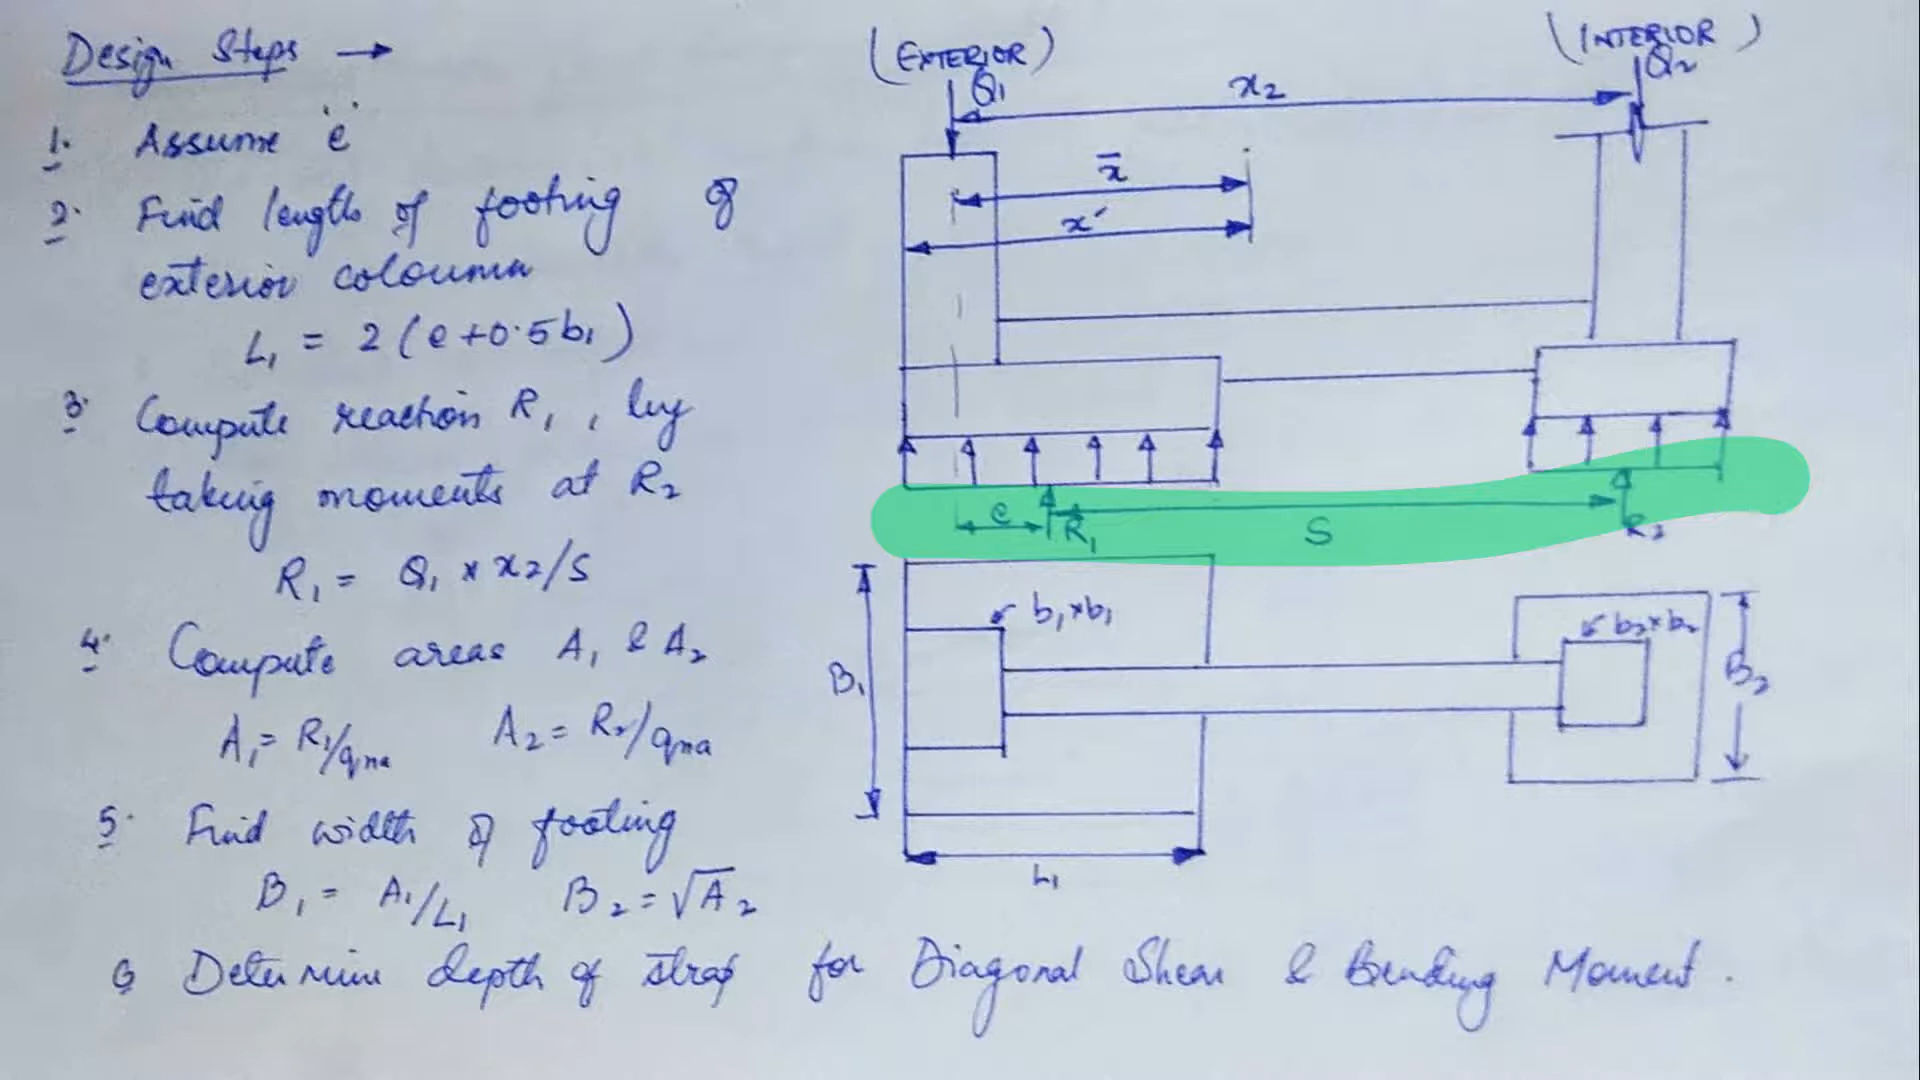 Design Steps →
1. Assume 'e'
2. Find length of footing of
exterior coloumn
L₁ = 2(e+0.5b₁)
3. Compute reaction R₁, by
taking moments at R₂
R₁ = Q₁ × x₂/S
4. Compute areas A₁ & A₂
A₁ = R₁/qna A₂ = R₂/qna
5. Find width of footing
B₁ = A₁/L₁ B₂ = √A₂
6 Determine depth of strap for Diagonal Shear & Bending Moment.
(EXTERIOR)
(INTERIOR)
Q₁
x₂
Q₂
x̄
x′
e
R₁
S
R₂
b₁×b₁
b₂×b₂
B₁
B₂
L₁